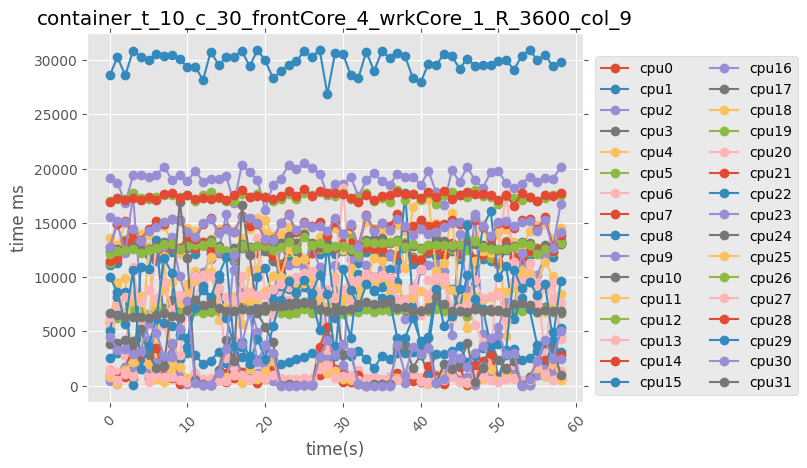 container_t_10_c_30_frontCore_4_wrkCore_1_R_3600_col_9
30000
25000
20000
15000
10000
5000
0
time ms
0
10
20
30
40
50
60
time(s)
cpu0
cpu1
cpu2
cpu3
cpu4
cpu5
cpu6
cpu7
cpu8
cpu9
cpu10
cpu11
cpu12
cpu13
cpu14
cpu15
cpu16
cpu17
cpu18
cpu19
cpu20
cpu21
cpu22
cpu23
cpu24
cpu25
cpu26
cpu27
cpu28
cpu29
cpu30
cpu31